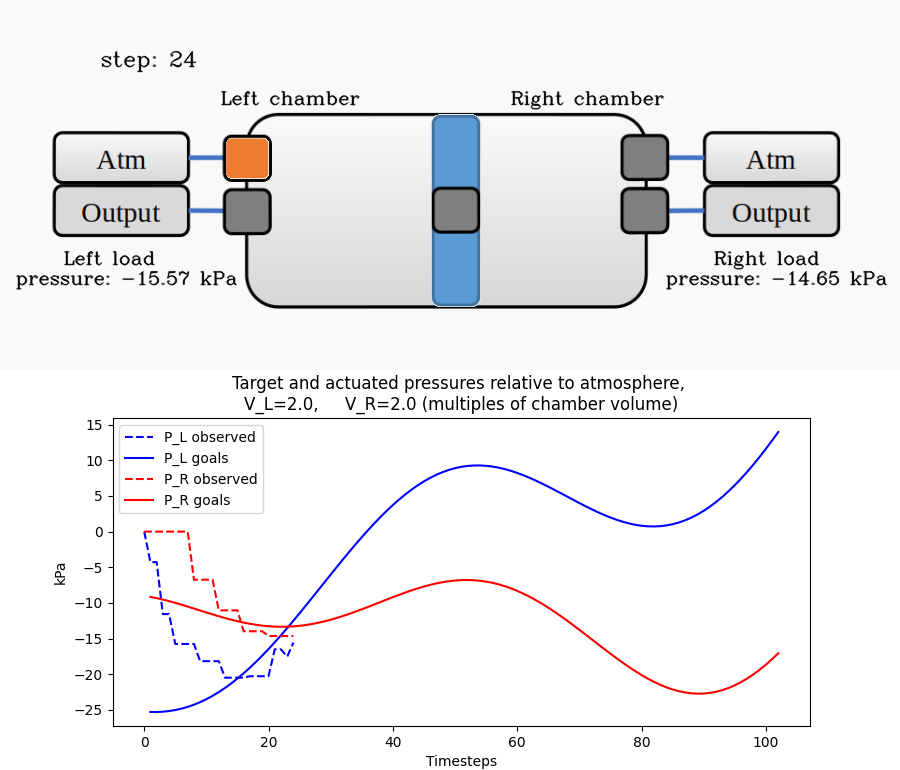 step: 24
Left chamber
Right chamber
Atm
Atm
Output
Output
Left load
pressure: −15.57 kPa
Right load
pressure: −14.65 kPa
Target and actuated pressures relative to atmosphere,
V_L=2.0, V_R=2.0 (multiples of chamber volume)
P_L observed
P_L goals
P_R observed
P_R goals
15
10
5
0
−5
−10
−15
−20
−25
kPa
0 20 40 60 80 100
Timesteps